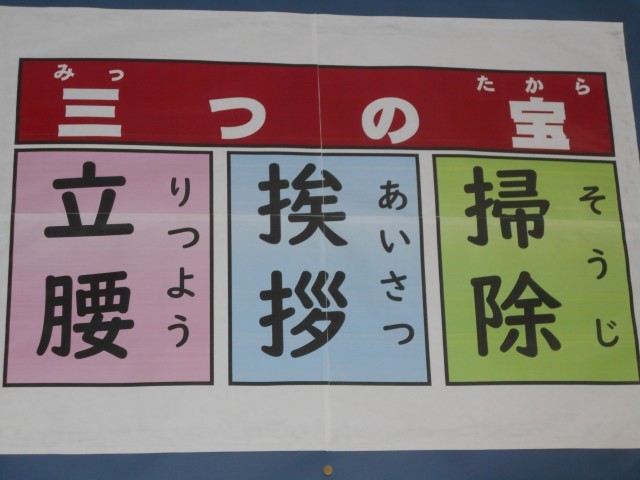 三つの宝
みっ
たから
立腰
りつよう
挨拶
あいさつ
掃除
そうじ